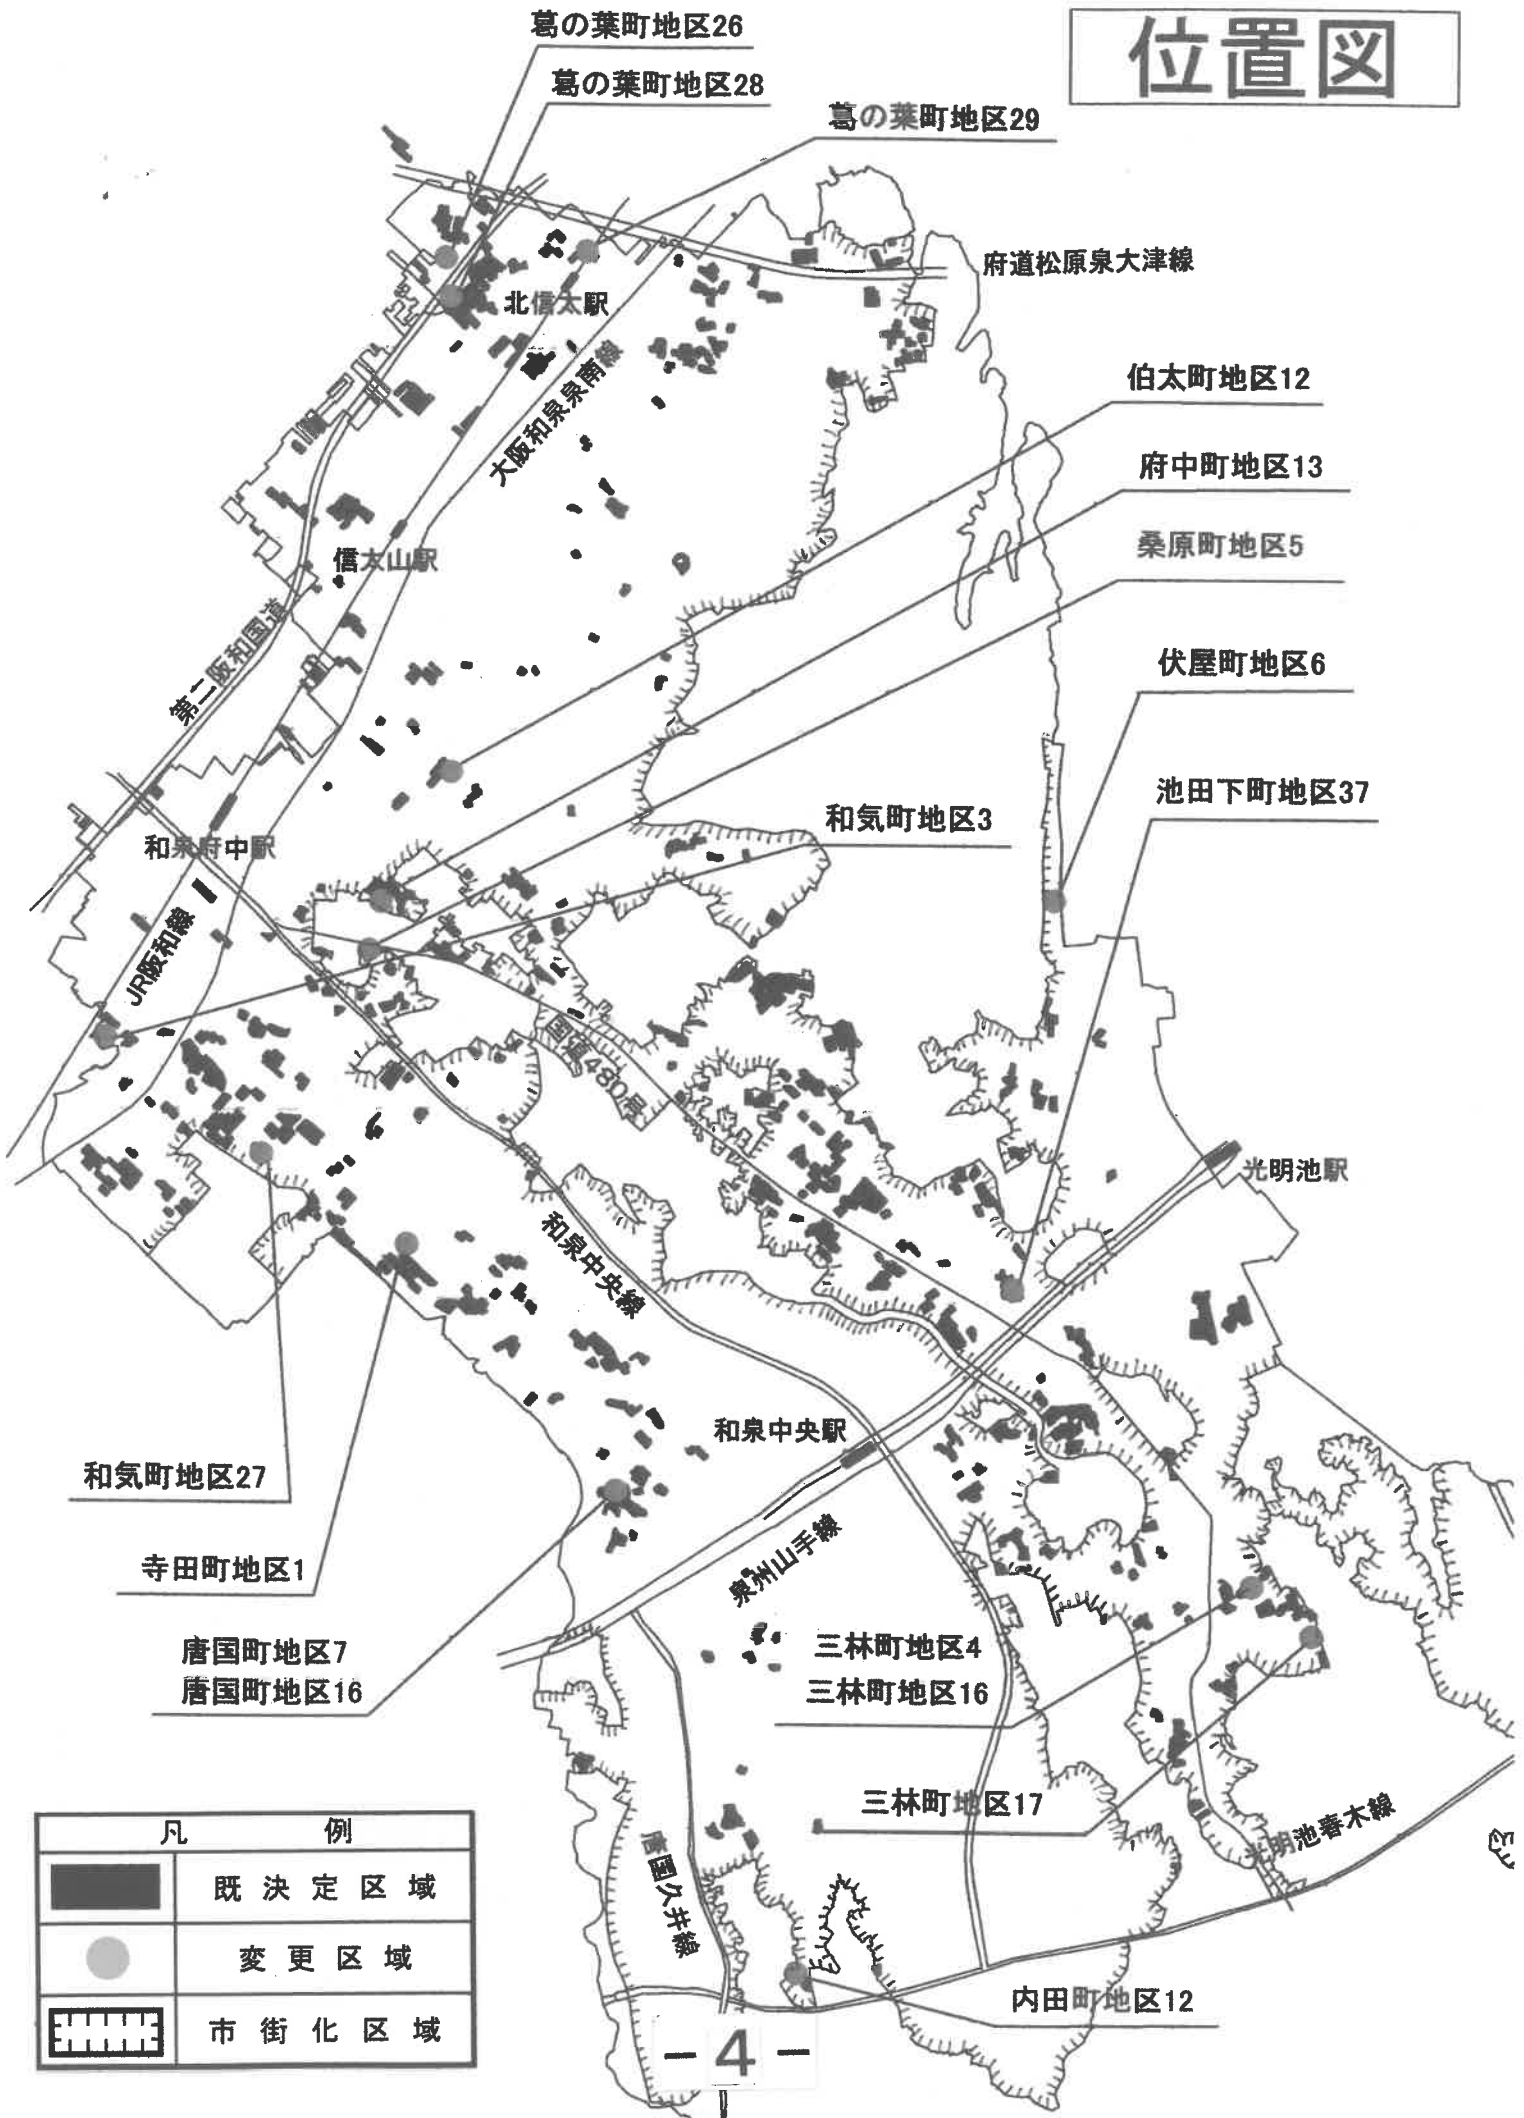 位置図
葛の葉町地区26
葛の葉町地区28
葛の葉町地区29
府道松原泉大津線
北信太駅
大阪和泉泉南線
伯太町地区12
府中町地区13
桑原町地区5
信太山駅
第二阪和国道
伏屋町地区6
池田下町地区37
和気町地区3
和泉府中駅
JR阪和線
国道480号
光明池駅
和泉中央線
和泉中央駅
和気町地区27
寺田町地区1
泉州山手線
唐国町地区7
唐国町地区16
三林町地区4
三林町地区16
三林町地区17
光明池春木線
唐国久井線
内田町地区12
凡例
既決定区域
変更区域
市街化区域
-4-